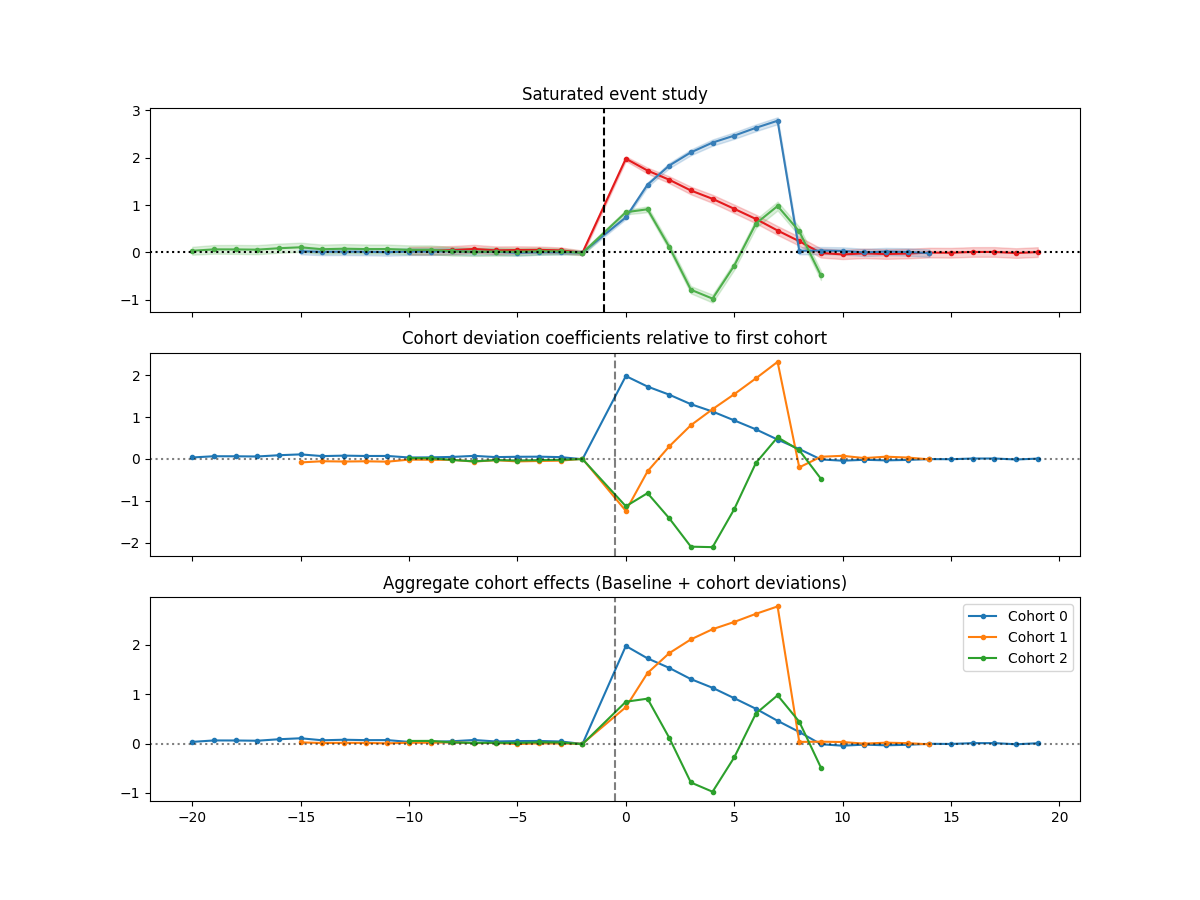 Saturated event study
3
2
1
0
−1
Cohort deviation coefficients relative to first cohort
2
1
0
−1
−2
Aggregate cohort effects (Baseline + cohort deviations)
2
1
0
−1
Cohort 0
Cohort 1
Cohort 2
−20 −15 −10 −5 0 5 10 15 20